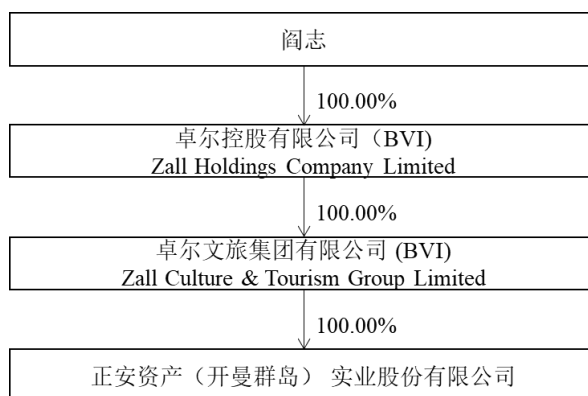 阎志
100.00%
卓尔控股有限公司（BVI)
Zall Holdings Company Limited
100.00%
卓尔文旅集团有限公司 (BVI)
Zall Culture & Tourism Group Limited
100.00%
正安资产（开曼群岛） 实业股份有限公司